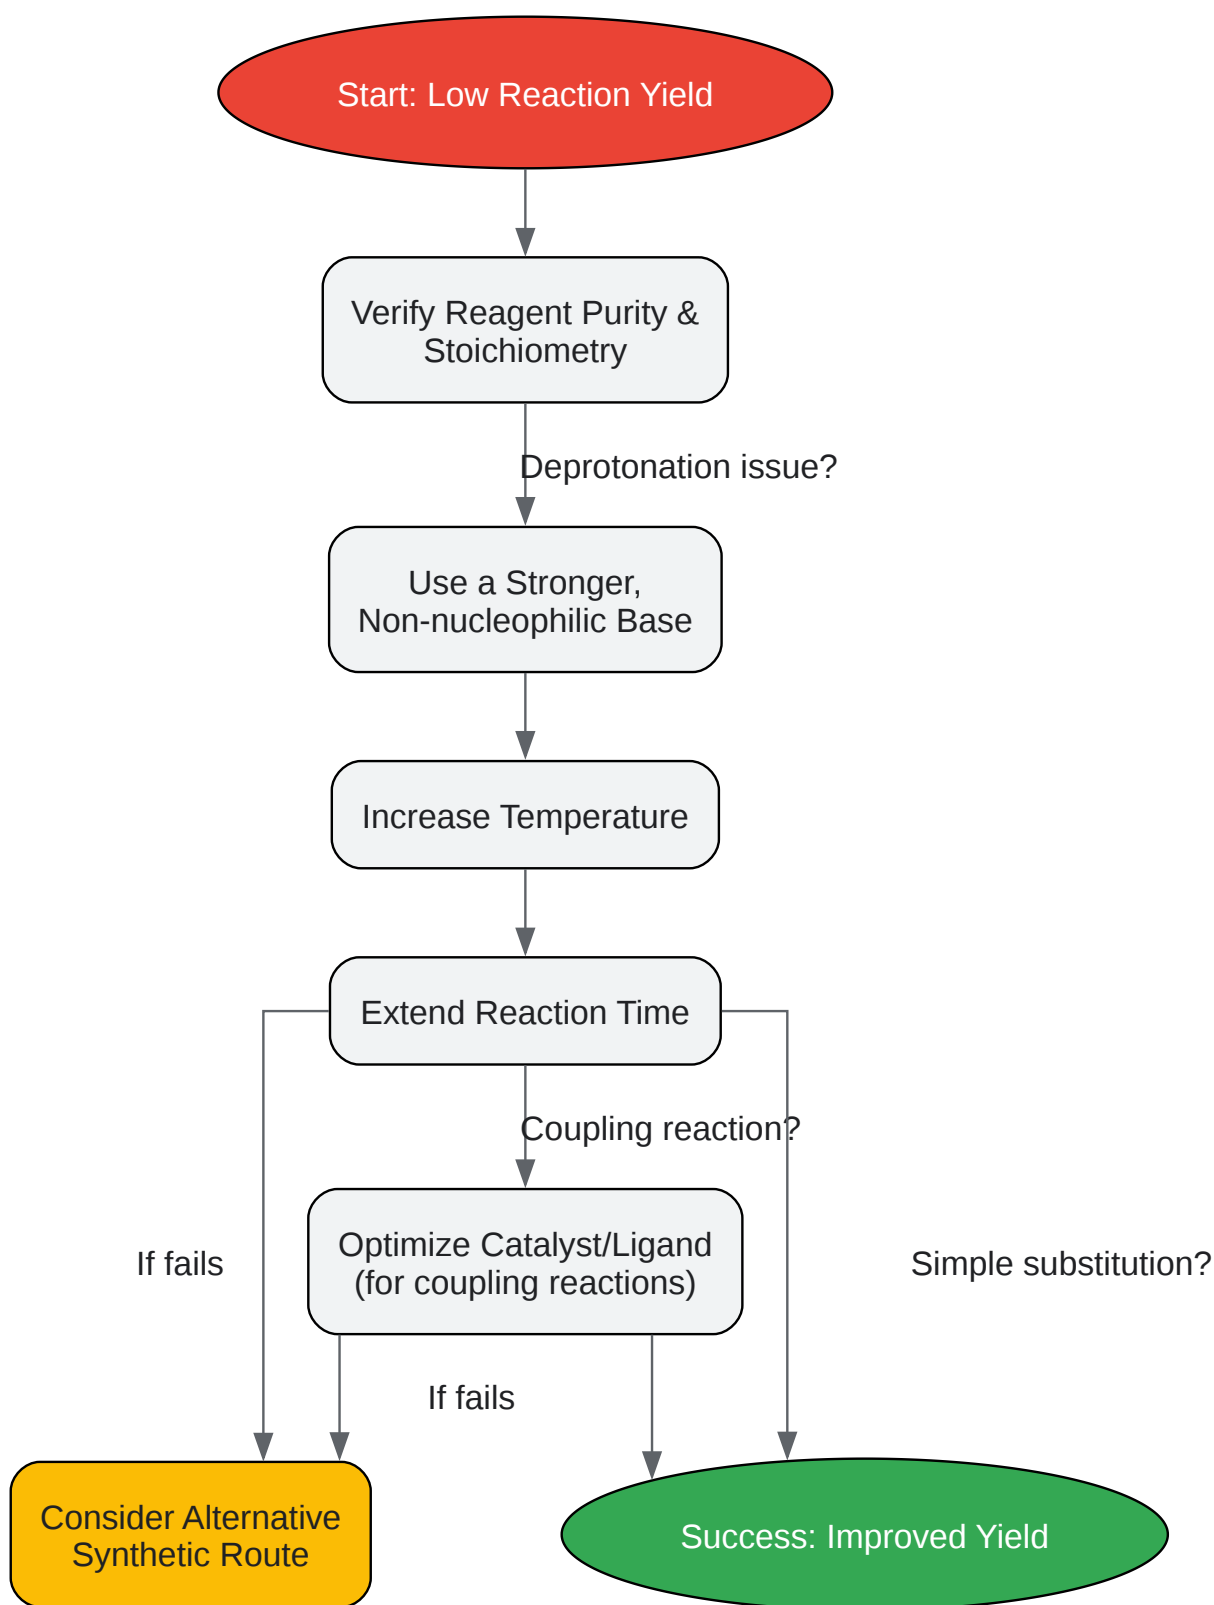 Start: Low Reaction Yield
Verify Reagent Purity &
Stoichiometry
Deprotonation issue?
Use a Stronger,
Non-nucleophilic Base
Increase Temperature
Extend Reaction Time
Coupling reaction?
If fails
Optimize Catalyst/Ligand
(for coupling reactions)
Simple substitution?
If fails
Consider Alternative
Synthetic Route
Success: Improved Yield